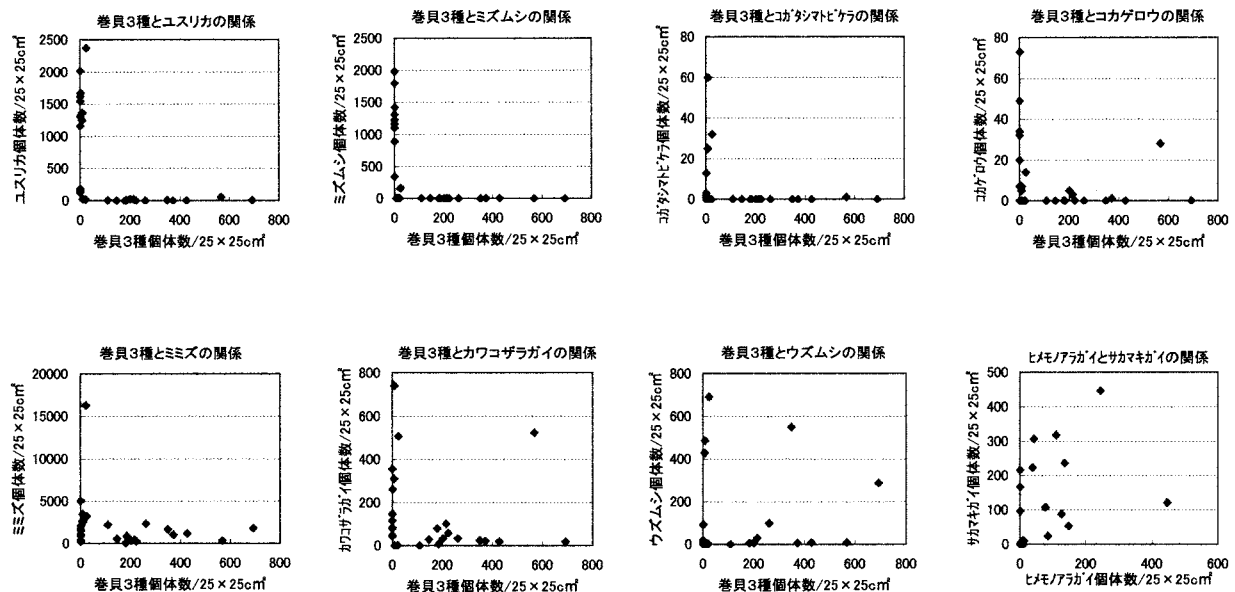 巻貝3種とユスリカの関係
ユスリカ個体数/25×25c㎡
2500
2000
1500
1000
500
0
0 200 400 600 800
巻貝3種個体数/25×25c㎡
巻貝3種とミズムシの関係
ミズムシ個体数/25×25c㎡
2500
2000
1500
1000
500
0
0 200 400 600 800
巻貝3種個体数/25×25c㎡
巻貝3種とｺｶﾞﾀｼﾏﾄﾋﾞｹﾗの関係
ｺｶﾞﾀｼﾏﾄﾋﾞｹﾗ個体数/25×25c㎡
80
60
40
20
0
0 200 400 600 800
巻貝3種個体数/25×25c㎡
巻貝3種とコカゲロウの関係
コカゲロウ個体数/25×25c㎡
80
60
40
20
0
0 200 400 600 800
巻貝3種個体数/25×25c㎡
巻貝3種とミミズの関係
ミミズ個体数/25×25c㎡
20000
15000
10000
5000
0
0 200 400 600 800
巻貝3種個体数/25×25c㎡
巻貝3種とカワコザラガイの関係
ｶﾜｺｻﾞﾗｶﾞｲ個体数/25×25c㎡
800
600
400
200
0
0 200 400 600 800
巻貝3種個体数/25×25c㎡
巻貝3種とウズムシの関係
ウズムシ個体数/25×25c㎡
800
600
400
200
0
0 200 400 600 800
巻貝3種個体数/25×25c㎡
ﾋﾒﾓﾉｱﾗｶﾞｲとサカマキガイの関係
ｻｶﾏｷｶﾞｲ個体数/25×25c㎡
500
400
300
200
100
0
0 200 400 600
ﾋﾒﾓﾉｱﾗｶﾞｲ個体数/25×25c㎡